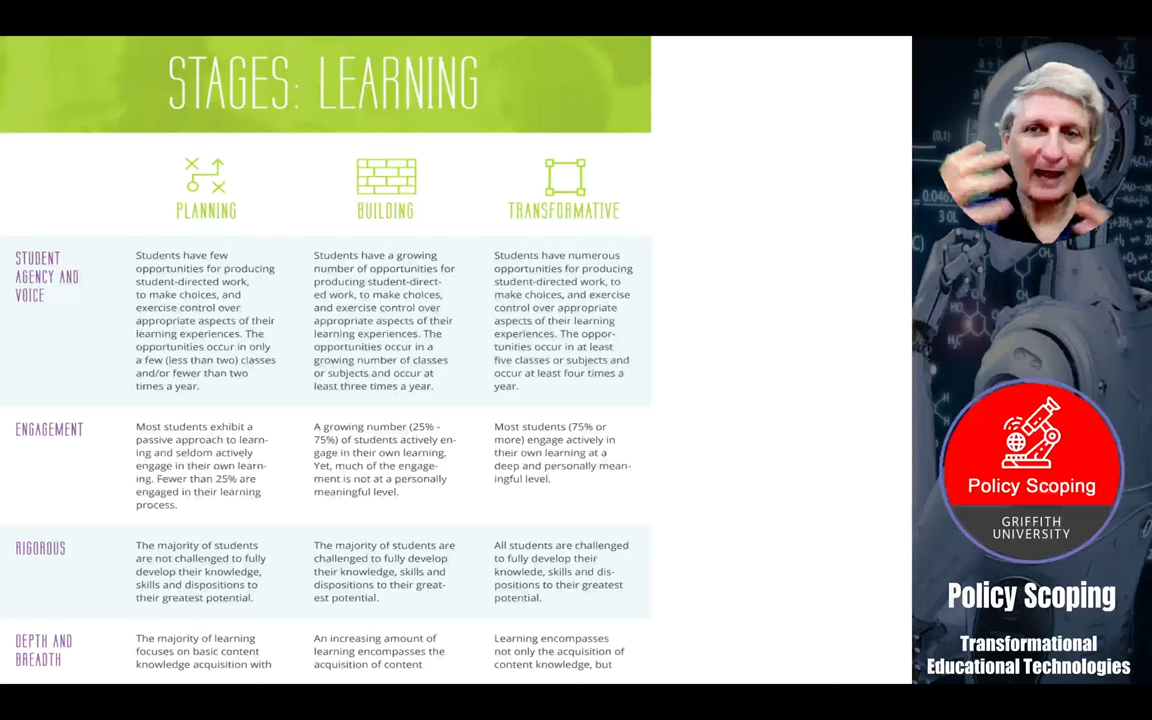 STAGES: LEARNING
PLANNING
BUILDING
TRANSFORMATIVE
STUDENT
AGENCY AND
VOICE
Students have few
opportunities for producing
student-directed work,
to make choices, and
exercise control over
appropriate aspects of their
learning experiences. The
opportunities occur in only
a few (less than two) classes
and/or fewer than two
times a year.
Students have a growing
number of opportunities for
producing student-direct-
ed work, to make choices,
and exercise control over
appropriate aspects of their
learning experiences. The
opportunities occur in a
growing number of classes
or subjects and occur at
least three times a year.
Students have numerous
opportunities for producing
student-directed work, to
make choices, and exercise
control over appropriate
aspects of their learning
experiences. The oppor-
tunities occur in at least
five classes or subjects and
occur at least four times a
year.
ENGAGEMENT
Most students exhibit a
passive approach to learn-
ing and seldom actively
engage in their own learn-
ing. Fewer than 25% are
engaged in their learning
process.
A growing number (25% -
75%) of students actively en-
gage in their own learning.
Yet, much of the engage-
ment is not at a personally
meaningful level.
Most students (75% or
more) engage actively in
their own learning at a
deep and personally mean-
ingful level.
RIGOROUS
The majority of students
are not challenged to fully
develop their knowledge,
skills and dispositions to
their greatest potential.
The majority of students are
challenged to fully develop
their knowledge, skills and
dispositions to their great-
est potential.
All students are challenged
to fully develop their
knowlede, skills and dis-
positions to their greatest
potential.
DEPTH AND
BREADTH
The majority of learning
focuses on basic content
knowledge acquisition with
An increasing amount of
learning encompasses the
acquisition of content
Learning encompasses
not only the acquisition of
content knowledge, but
Policy Scoping
GRIFFITH
UNIVERSITY
Policy Scoping
Transformational
Educational Technologies